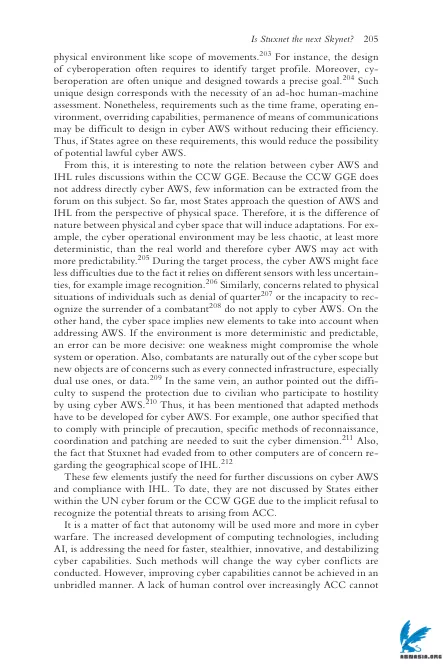 Is Stuxnet the next Skynet? 205
physical environment like scope of movements.203 For instance, the design
of cyberoperation often requires to identify target profile. Moreover, cy-
beroperation are often unique and designed towards a precise goal.204 Such
unique design corresponds with the necessity of an ad-hoc human-machine
assessment. Nonetheless, requirements such as the time frame, operating en-
vironment, overriding capabilities, permanence of means of communications
may be difficult to design in cyber AWS without reducing their efficiency.
Thus, if States agree on these requirements, this would reduce the possibility
of potential lawful cyber AWS.
From this, it is interesting to note the relation between cyber AWS and
IHL rules discussions within the CCW GGE. Because the CCW GGE does
not address directly cyber AWS, few information can be extracted from the
forum on this subject. So far, most States approach the question of AWS and
IHL from the perspective of physical space. Therefore, it is the difference of
nature between physical and cyber space that will induce adaptations. For ex-
ample, the cyber operational environment may be less chaotic, at least more
deterministic, than the real world and therefore cyber AWS may act with
more predictability.205 During the target process, the cyber AWS might face
less difficulties due to the fact it relies on different sensors with less uncertain-
ties, for example image recognition.206 Similarly, concerns related to physical
situations of individuals such as denial of quarter207 or the incapacity to rec-
ognize the surrender of a combatant208 do not apply to cyber AWS. On the
other hand, the cyber space implies new elements to take into account when
addressing AWS. If the environment is more deterministic and predictable,
an error can be more decisive: one weakness might compromise the whole
system or operation. Also, combatants are naturally out of the cyber scope but
new objects are of concerns such as every connected infrastructure, especially
dual use ones, or data.209 In the same vein, an author pointed out the diffi-
culty to suspend the protection due to civilian who participate to hostility
by using cyber AWS.210 Thus, it has been mentioned that adapted methods
have to be developed for cyber AWS. For example, one author specified that
to comply with principle of precaution, specific methods of reconnaissance,
coordination and patching are needed to suit the cyber dimension.211 Also,
the fact that Stuxnet had evaded from to other computers are of concern re-
garding the geographical scope of IHL.212
These few elements justify the need for further discussions on cyber AWS
and compliance with IHL. To date, they are not discussed by States either
within the UN cyber forum or the CCW GGE due to the implicit refusal to
recognize the potential threats to arising from ACC.
It is a matter of fact that autonomy will be used more and more in cyber
warfare. The increased development of computing technologies, including
AI, is addressing the need for faster, stealthier, innovative, and destabilizing
cyber capabilities. Such methods will change the way cyber conflicts are
conducted. However, improving cyber capabilities cannot be achieved in an
unbridled manner. A lack of human control over increasingly ACC cannot